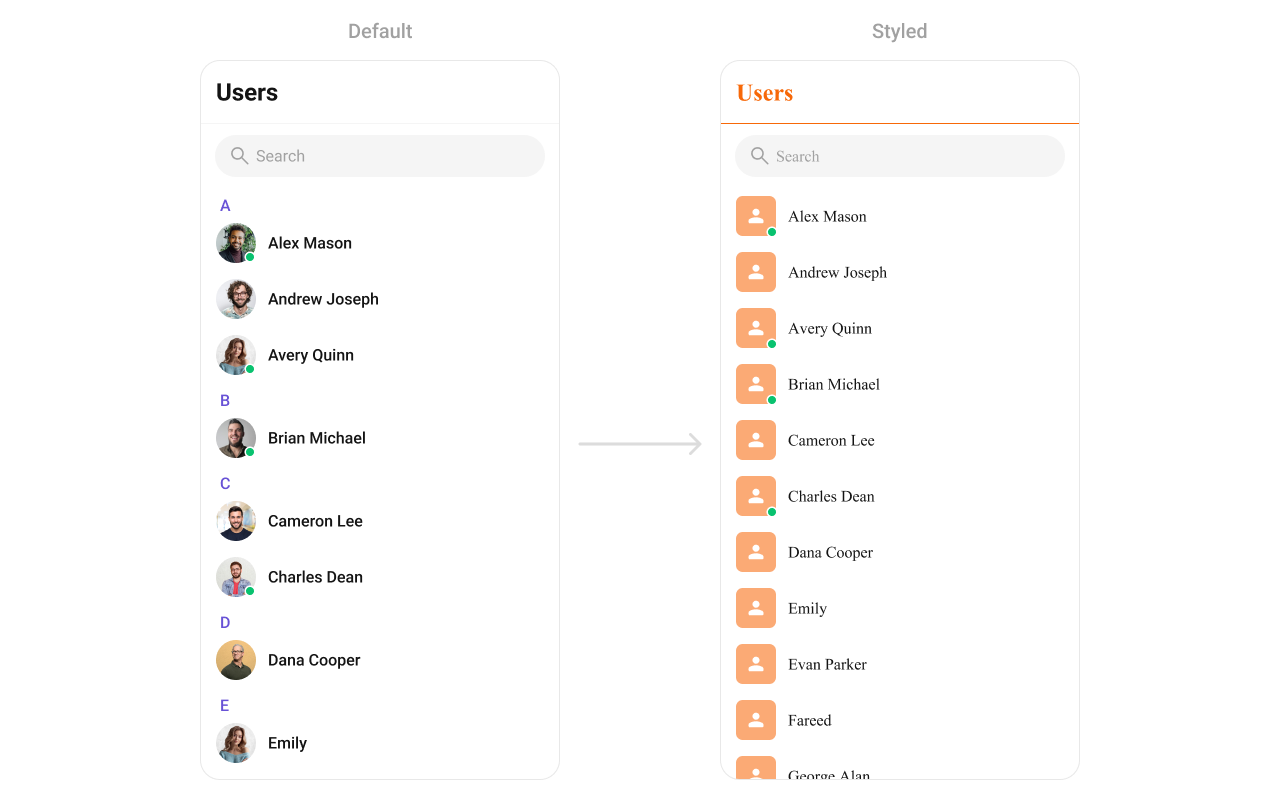 Default
Users
Search
A
Alex Mason
Andrew Joseph
Avery Quinn
B
Brian Michael
C
Cameron Lee
Charles Dean
D
Dana Cooper
E
Emily
Styled
Users
Search
Alex Mason
Andrew Joseph
Avery Quinn
Brian Michael
Cameron Lee
Charles Dean
Dana Cooper
Emily
Evan Parker
Fareed
George Alan